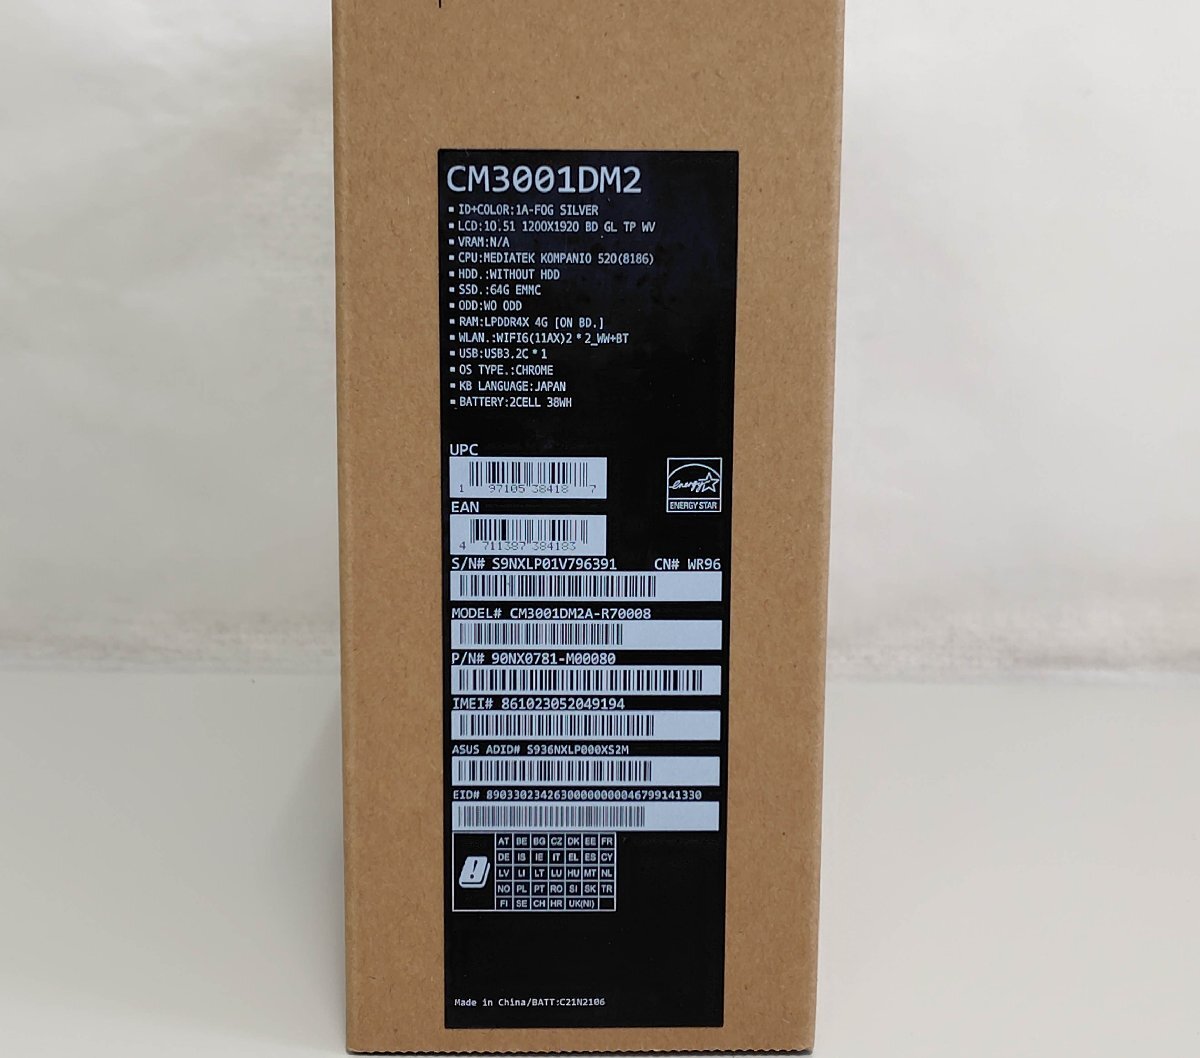 CM3001DM2
▪ ID+COLOR:1A-FOG SILVER
▪ LCD:10.51 1200X1920 BD GL TP WV
▪ VRAM:N/A
▪ CPU:MEDIATEK KOMPANIO 520(8186)
▪ HDD.:WITHOUT HDD
▪ SSD.:64G EMMC
▪ ODD:WO ODD
▪ RAM:LPDDR4X 4G [ON BD.]
▪ WLAN.:WIFI6(11AX)2*2_WW+BT
▪ USB:USB3.2C*1
▪ OS TYPE.:CHROME
▪ KB LANGUAGE:JAPAN
▪ BATTERY:2CELL 38WH
UPC
1 97105 38418 7
energy
ENERGY STAR
EAN
4 711387 384183
S/N# S9NXLP01V796391 CN# WR96
MODEL# CM3001DM2A-R70008
P/N# 90NX0781-M00080
IMEI# 861023052049194
ASUS ADID# S936NXLP000XS2M
EID# 89033023426300000000046799141330
AT BE BG CZ DK EE FR
DE IS IE IT EL ES CY
LV LI LT LU HU MT NL
NO PL PT RO SI SK TR
FI SE CH HR UK(NI)
Made in China/BATT:C21N2106